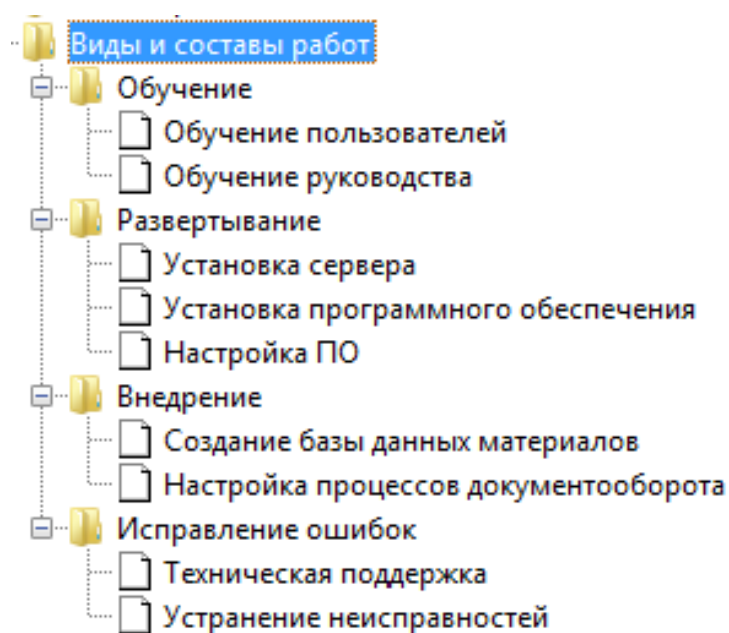 Виды и составы работ
Обучение
Обучение пользователей
Обучение руководства
Развертывание
Установка сервера
Установка программного обеспечения
Настройка ПО
Внедрение
Создание базы данных материалов
Настройка процессов документооборота
Исправление ошибок
Техническая поддержка
Устранение неисправностей